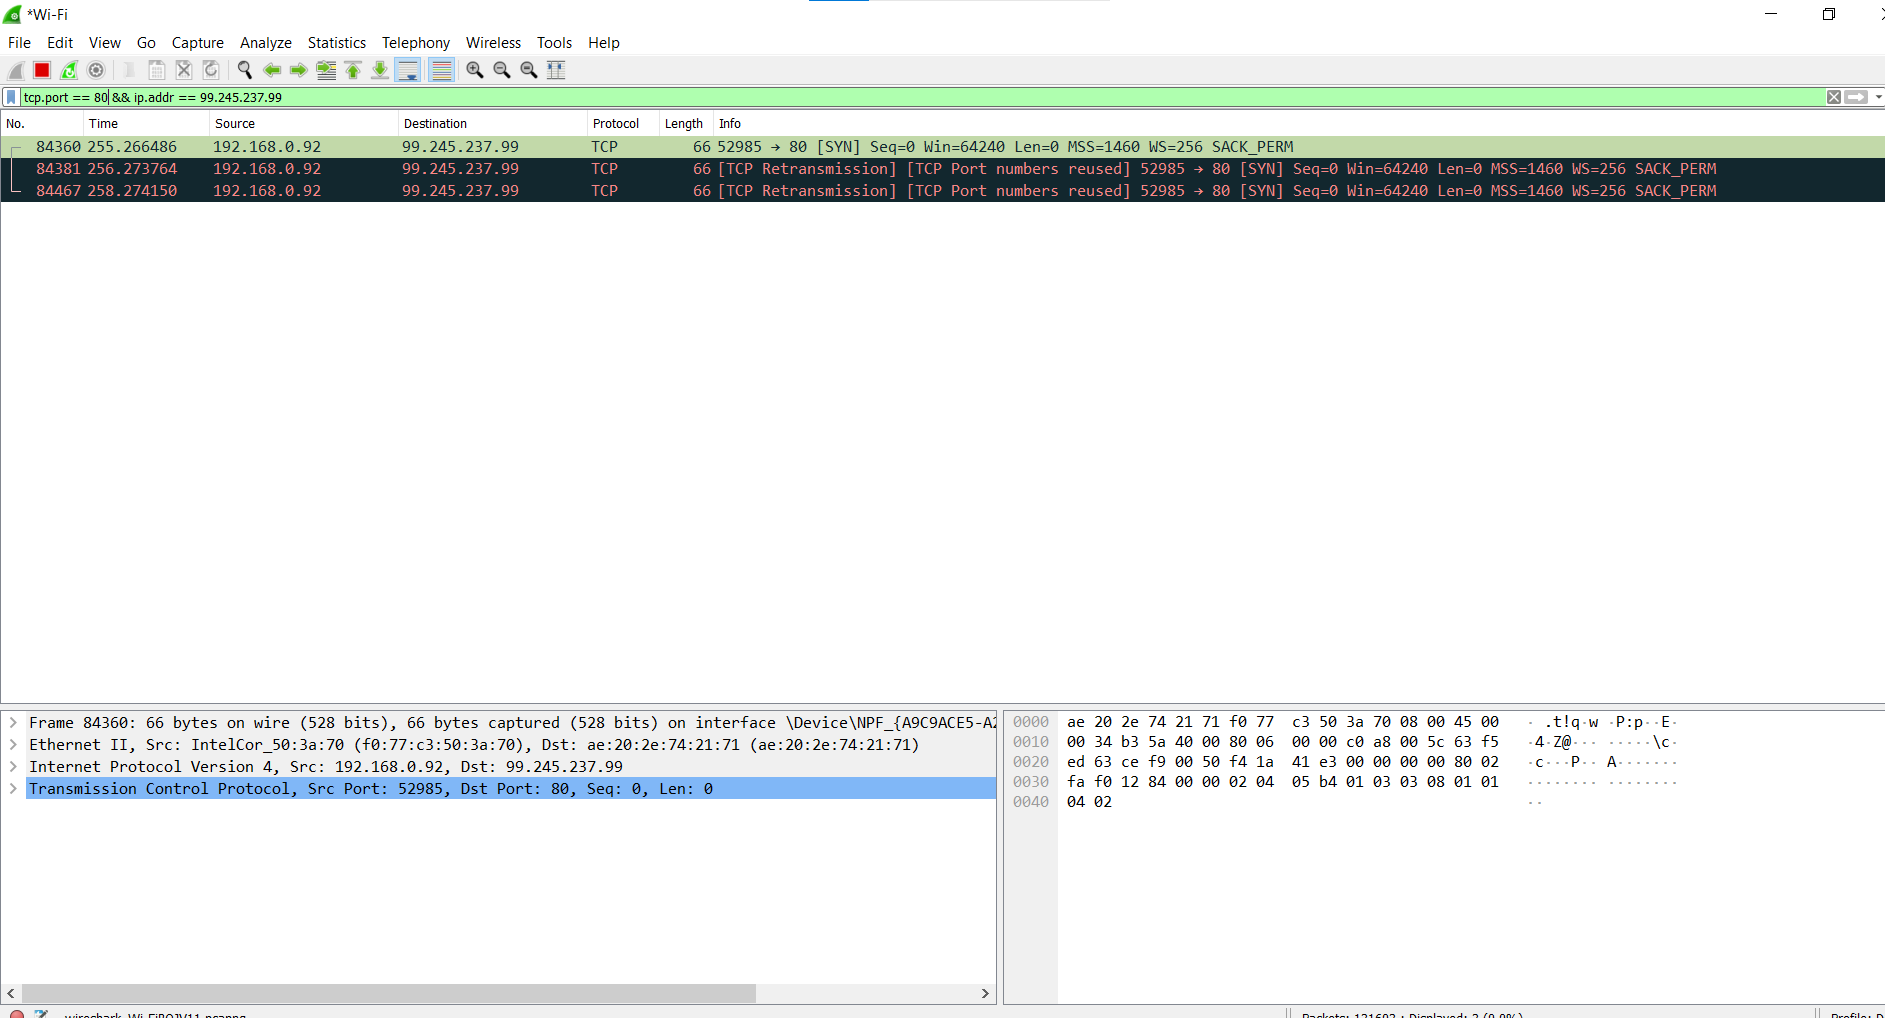 *Wi-Fi
File Edit View Go Capture Analyze Statistics Telephony Wireless Tools Help
tcp.port == 80 && ip.addr == 99.245.237.99
No. Time Source Destination Protocol Length Info
84360 255.266486 192.168.0.92 99.245.237.99 TCP 66 52985 → 80 [SYN] Seq=0 Win=64240 Len=0 MSS=1460 WS=256 SACK_PERM
84381 256.273764 192.168.0.92 99.245.237.99 TCP 66 [TCP Retransmission] [TCP Port numbers reused] 52985 → 80 [SYN] Seq=0 Win=64240 Len=0 MSS=1460 WS=256 SACK_PERM
84467 258.274150 192.168.0.92 99.245.237.99 TCP 66 [TCP Retransmission] [TCP Port numbers reused] 52985 → 80 [SYN] Seq=0 Win=64240 Len=0 MSS=1460 WS=256 SACK_PERM
Frame 84360: 66 bytes on wire (528 bits), 66 bytes captured (528 bits) on interface \Device\NPF_{A9C9ACE5-A2
Ethernet II, Src: IntelCor_50:3a:70 (f0:77:c3:50:3a:70), Dst: ae:20:2e:74:21:71 (ae:20:2e:74:21:71)
Internet Protocol Version 4, Src: 192.168.0.92, Dst: 99.245.237.99
Transmission Control Protocol, Src Port: 52985, Dst Port: 80, Seq: 0, Len: 0
0000 ae 20 2e 74 21 71 f0 77 c3 50 3a 70 08 00 45 00 · .t!q·w ·P:p··E·
0010 00 34 b3 5a 40 00 80 06 00 00 c0 a8 00 5c 63 f5 ·4·Z@··· ·····\c·
0020 ed 63 ce f9 00 50 f4 1a 41 e3 00 00 00 00 80 02 ·c···P·· A·······
0030 fa f0 12 84 00 00 02 04 05 b4 01 03 03 08 01 01 ········ ········
0040 04 02 ··
Displayed: 3 (0.0%)